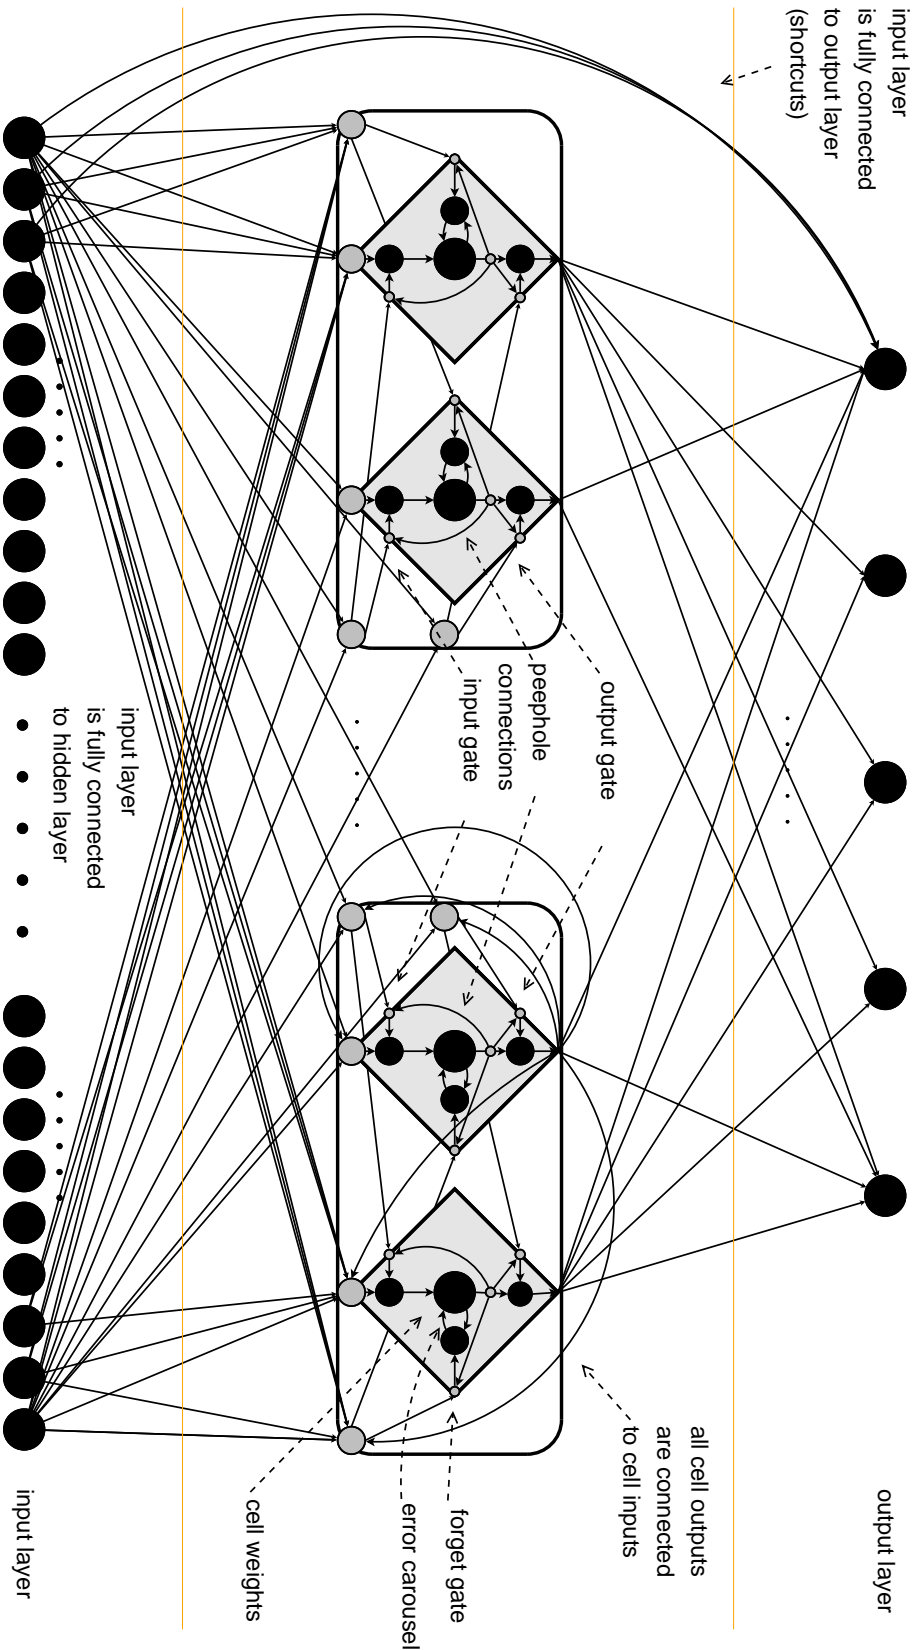 input layer
is fully connected
to output layer
(shortcuts)
output gate
peephole
connections
input gate
input layer
is fully connected
to hidden layer
all cell outputs
are connected
to cell inputs
forget gate
error carousel
cell weights
output layer
input layer